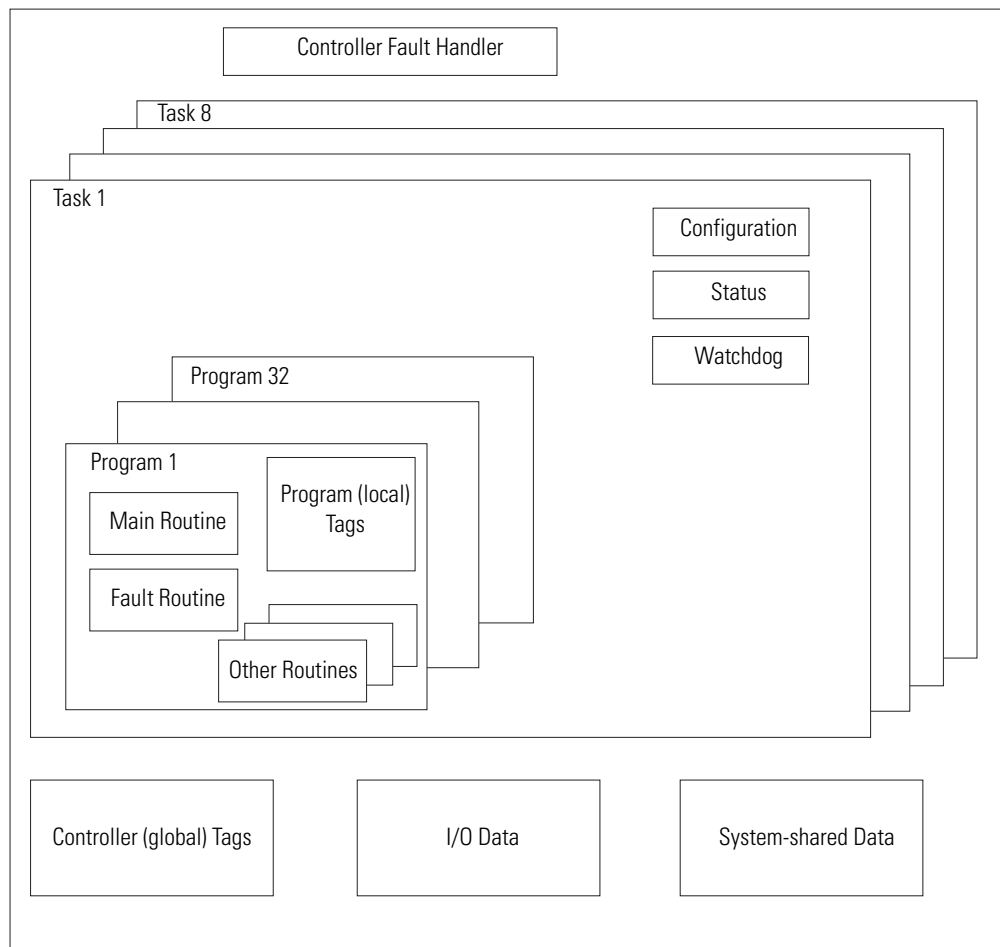 Controller Fault Handler
Task 8
Task 1
Configuration
Status
Watchdog
Program 32
Program 1
Program (local)
Tags
Main Routine
Fault Routine
Other Routines
Controller (global) Tags
I/O Data
System-shared Data